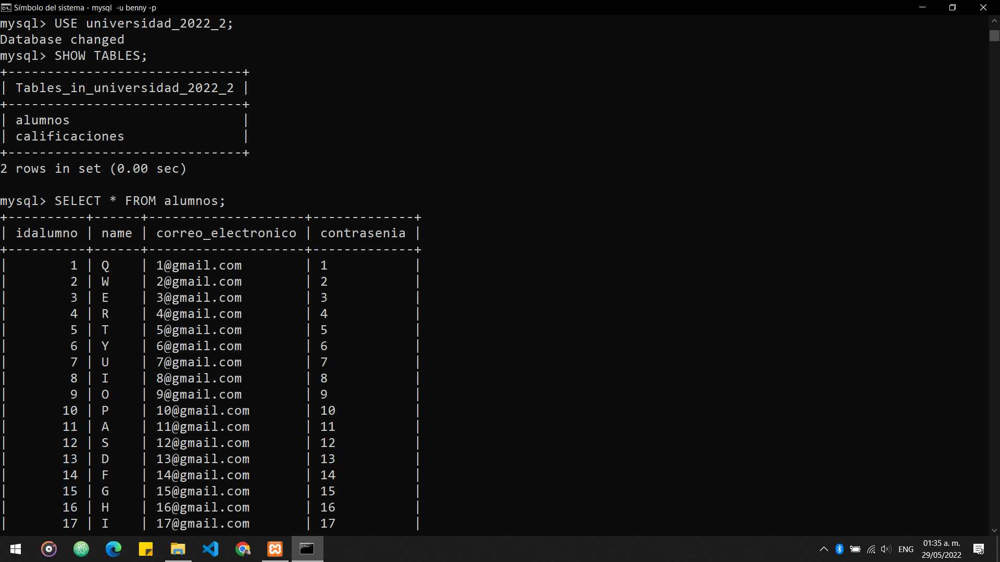 Símbolo del sistema - mysql  -u benny -p
mysql> USE universidad_2022_2;
Database changed
mysql> SHOW TABLES;
+------------------------------+
| Tables_in_universidad_2022_2 |
+------------------------------+
| alumnos                      |
| calificaciones               |
+------------------------------+
2 rows in set (0.00 sec)
mysql> SELECT * FROM alumnos;
+----------+------+--------------------+-------------+
| idalumno | name | correo_electronico | contrasenia |
+----------+------+--------------------+-------------+
|        1 | Q    | 1@gmail.com        | 1           |
|        2 | W    | 2@gmail.com        | 2           |
|        3 | E    | 3@gmail.com        | 3           |
|        4 | R    | 4@gmail.com        | 4           |
|        5 | T    | 5@gmail.com        | 5           |
|        6 | Y    | 6@gmail.com        | 6           |
|        7 | U    | 7@gmail.com        | 7           |
|        8 | I    | 8@gmail.com        | 8           |
|        9 | O    | 9@gmail.com        | 9           |
|       10 | P    | 10@gmail.com       | 10          |
|       11 | A    | 11@gmail.com       | 11          |
|       12 | S    | 12@gmail.com       | 12          |
|       13 | D    | 13@gmail.com       | 13          |
|       14 | F    | 14@gmail.com       | 14          |
|       15 | G    | 15@gmail.com       | 15          |
|       16 | H    | 16@gmail.com       | 16          |
|       17 | I    | 17@gmail.com       | 17          |
ENG
01:35 a. m.
29/05/2022